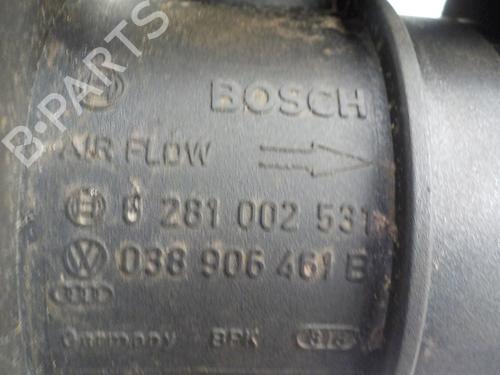 B-PARTS
BOSCH
AIR FLOW
0 281 002 531
038 906 461 B
Germany